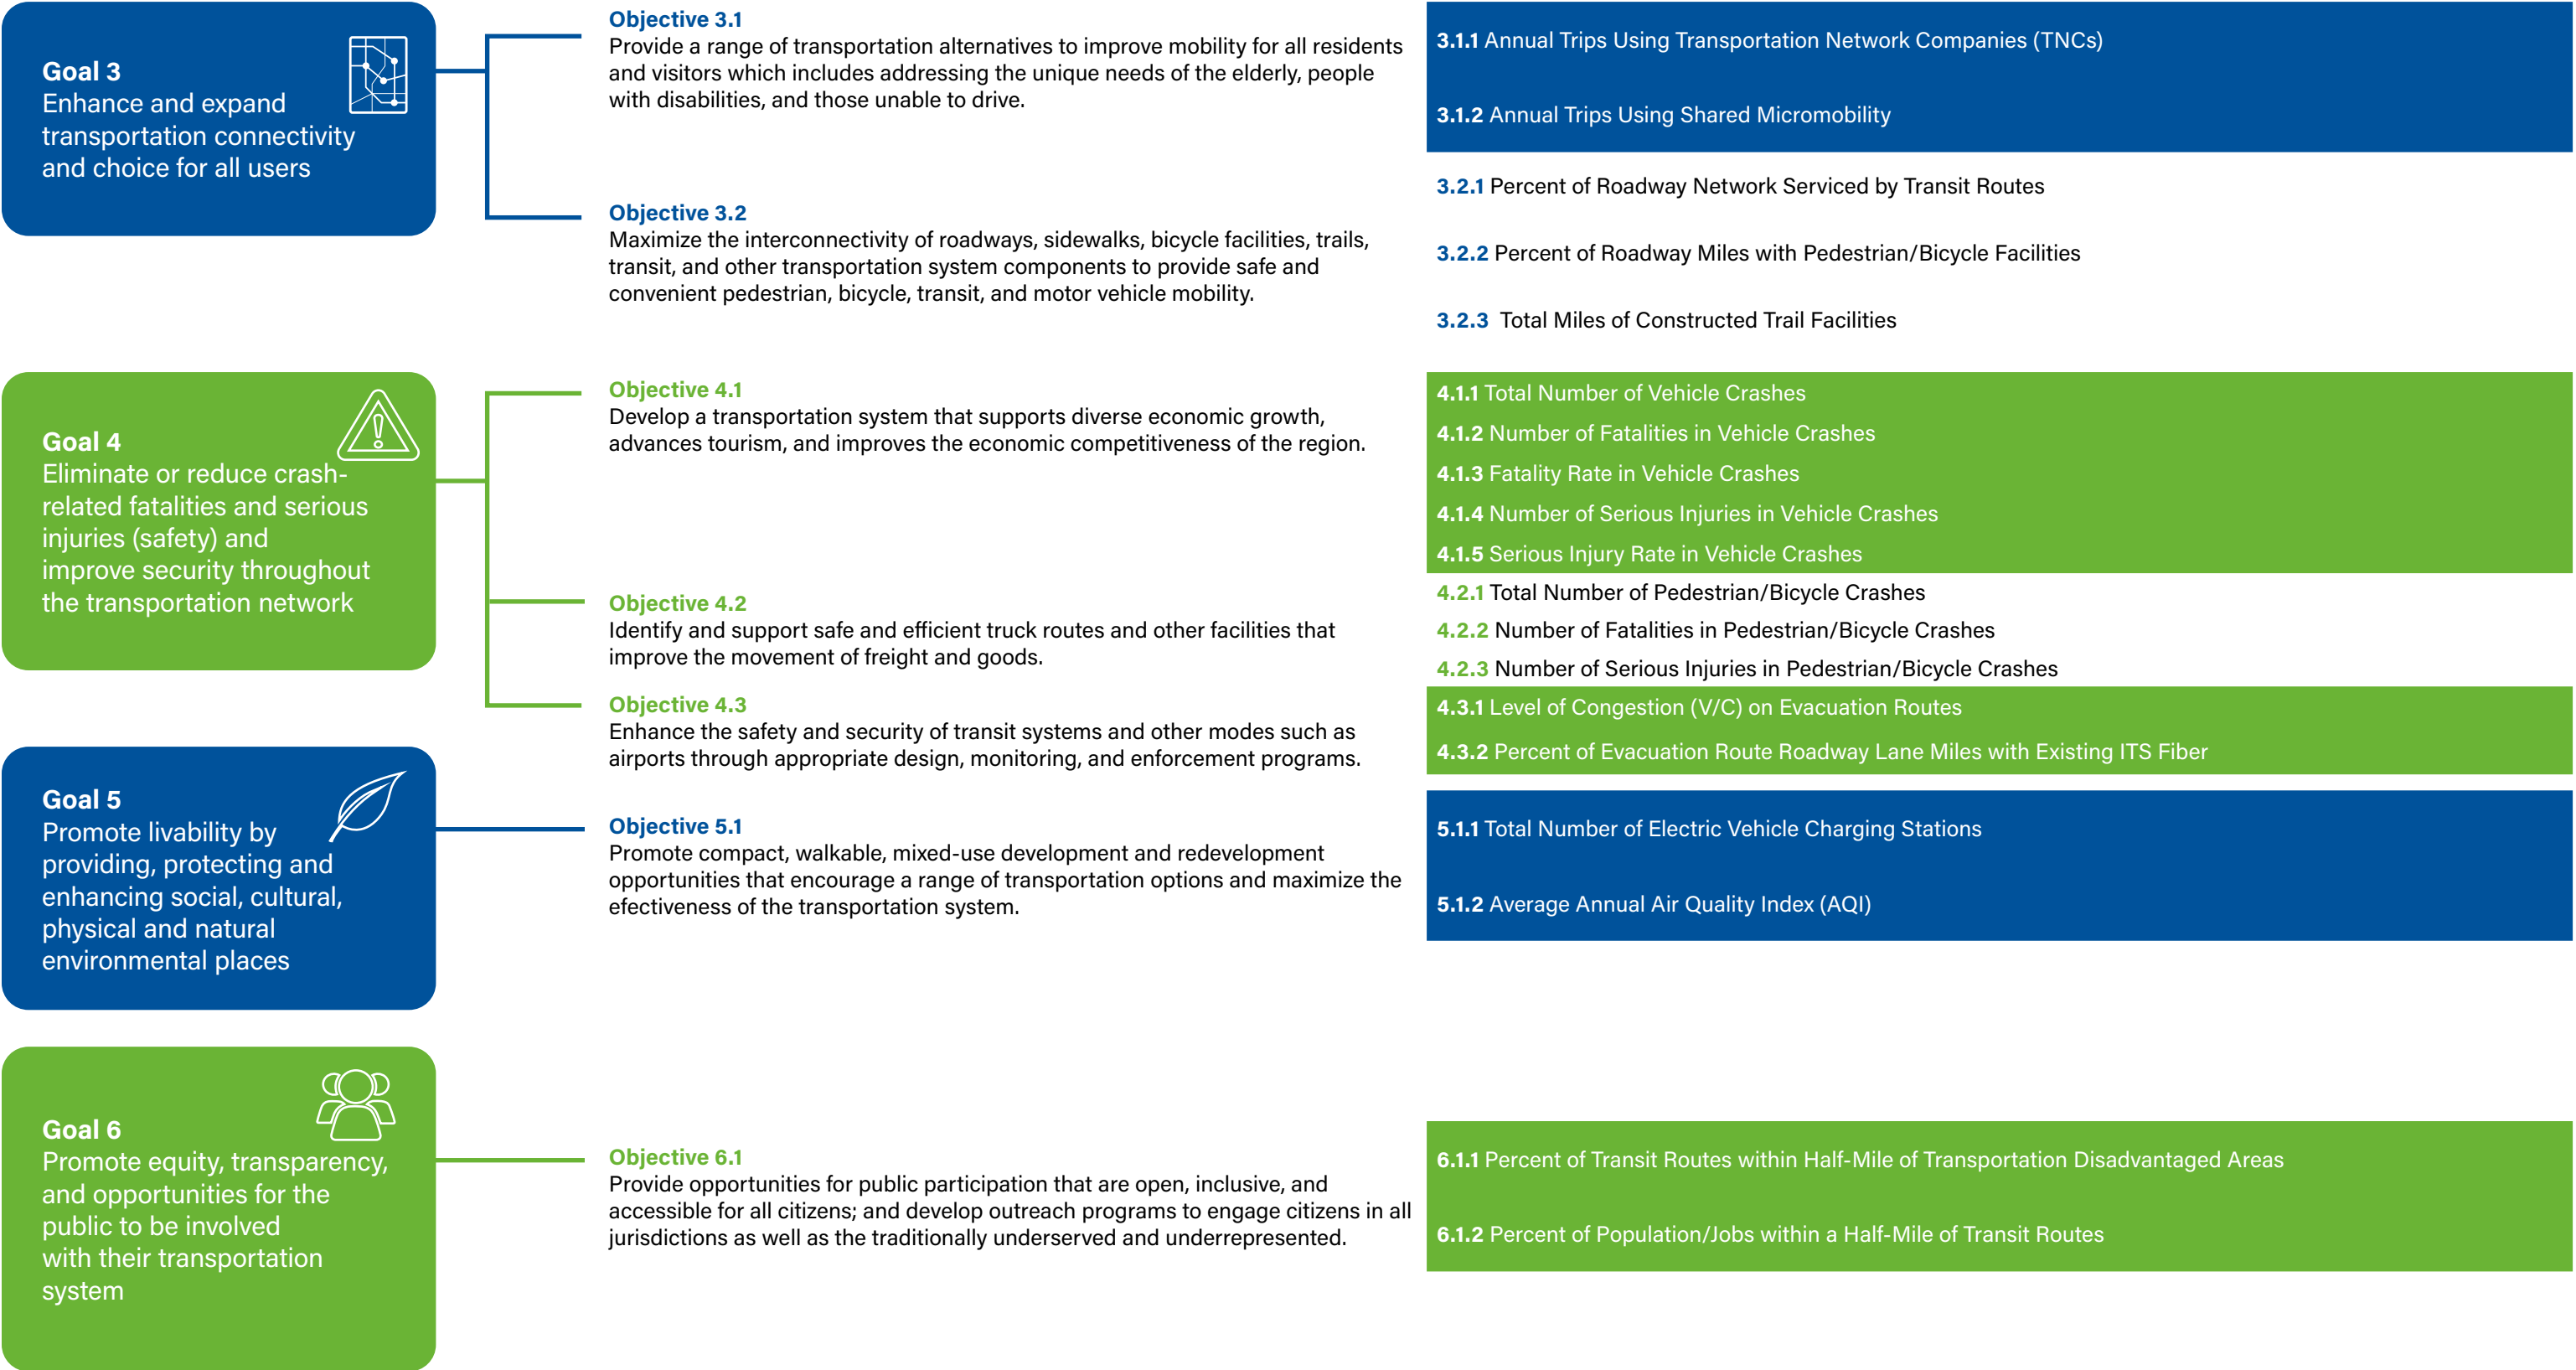 Goal 3
Enhance and expand
transportation connectivity
and choice for all users
Objective 3.1
Provide a range of transportation alternatives to improve mobility for all residents
and visitors which includes addressing the unique needs of the elderly, people
with disabilities, and those unable to drive.
3.1.1 Annual Trips Using Transportation Network Companies (TNCs)
3.1.2 Annual Trips Using Shared Micromobility
Objective 3.2
Maximize the interconnectivity of roadways, sidewalks, bicycle facilities, trails,
transit, and other transportation system components to provide safe and
convenient pedestrian, bicycle, transit, and motor vehicle mobility.
3.2.1 Percent of Roadway Network Serviced by Transit Routes
3.2.2 Percent of Roadway Miles with Pedestrian/Bicycle Facilities
3.2.3 Total Miles of Constructed Trail Facilities
Goal 4
Eliminate or reduce crash-
related fatalities and serious
injuries (safety) and
improve security throughout
the transportation network
Objective 4.1
Develop a transportation system that supports diverse economic growth,
advances tourism, and improves the economic competitiveness of the region.
4.1.1 Total Number of Vehicle Crashes
4.1.2 Number of Fatalities in Vehicle Crashes
4.1.3 Fatality Rate in Vehicle Crashes
4.1.4 Number of Serious Injuries in Vehicle Crashes
4.1.5 Serious Injury Rate in Vehicle Crashes
Objective 4.2
Identify and support safe and efficient truck routes and other facilities that
improve the movement of freight and goods.
4.2.1 Total Number of Pedestrian/Bicycle Crashes
4.2.2 Number of Fatalities in Pedestrian/Bicycle Crashes
4.2.3 Number of Serious Injuries in Pedestrian/Bicycle Crashes
Objective 4.3
Enhance the safety and security of transit systems and other modes such as
airports through appropriate design, monitoring, and enforcement programs.
4.3.1 Level of Congestion (V/C) on Evacuation Routes
4.3.2 Percent of Evacuation Route Roadway Lane Miles with Existing ITS Fiber
Goal 5
Promote livability by
providing, protecting and
enhancing social, cultural,
physical and natural
environmental places
Objective 5.1
Promote compact, walkable, mixed-use development and redevelopment
opportunities that encourage a range of transportation options and maximize the
efectiveness of the transportation system.
5.1.1 Total Number of Electric Vehicle Charging Stations
5.1.2 Average Annual Air Quality Index (AQI)
Goal 6
Promote equity, transparency,
and opportunities for the
public to be involved
with their transportation
system
Objective 6.1
Provide opportunities for public participation that are open, inclusive, and
accessible for all citizens; and develop outreach programs to engage citizens in all
jurisdictions as well as the traditionally underserved and underrepresented.
6.1.1 Percent of Transit Routes within Half-Mile of Transportation Disadvantaged Areas
6.1.2 Percent of Population/Jobs within a Half-Mile of Transit Routes